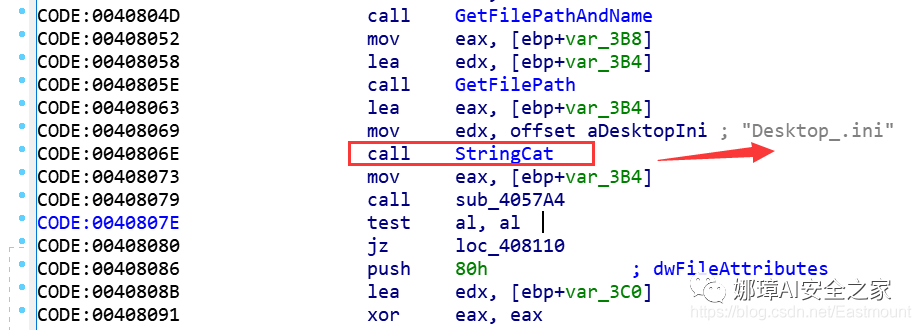 CODE:0040804D call GetFilePathAndName
CODE:00408052 mov eax, [ebp+var_3B8]
CODE:00408058 lea edx, [ebp+var_3B4]
CODE:0040805E call GetFilePath
CODE:00408063 lea eax, [ebp+var_3B4]
CODE:00408069 mov edx, offset aDesktopIni ; "Desktop_.ini"
CODE:0040806E call StringCat
CODE:00408073 mov eax, [ebp+var_3B4]
CODE:00408079 call sub_4057A4
CODE:0040807E test al, al
CODE:00408080 jz loc_408110
CODE:00408086 push 80h ; dwFileAttributes
CODE:0040808B lea edx, [ebp+var_3C0]
CODE:00408091 xor eax, eax
娜璋AI安全之家
https://blog.csdn.net/Eastmount